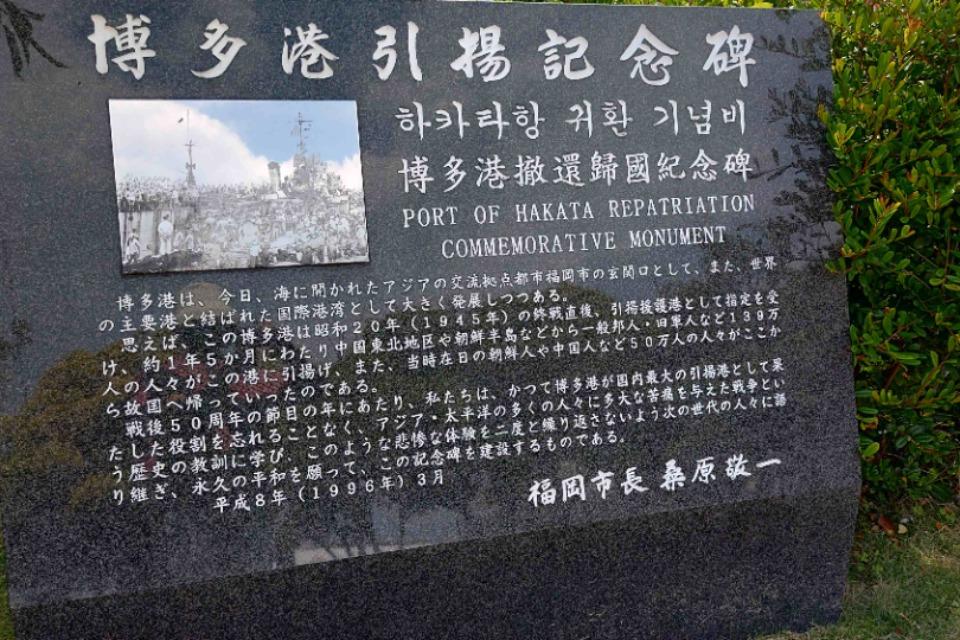 博多港引揚記念碑
하카타항 귀환 기념비
博多港撤還歸國紀念碑
PORT OF HAKATA REPATRIATION
COMMEMORATIVE MONUMENT
博多港は、今日、海に開かれたアジアの交流拠点都市福岡市の玄関口として、また、世界
の主要港と結ばれた国際港湾として大きく発展しつつある。
思えば、この博多港は昭和20年(1945年)の終戦直後、引揚援護港として指定を受
け、約1年5か月にわたり中国東北地区や朝鮮半島などから一般邦人・旧軍人など139万
人の人々がこの港に引揚げ、また、当時在日の朝鮮人や中国人など50万人の人々がここか
ら故国へ帰っていったのである。
戦後50周年の節目の年にあたり、私たちは、かつて博多港が国内最大の引揚港として果
たした役割を忘れることなく、アジア・太平洋の多くの人々に多大な苦痛を与えた戦争とい
う歴史の教訓に学び、このような悲惨な体験を二度と繰り返さないよう次の世代の人々に語
り継ぎ、永久の平和を願って、この記念碑を建設するものである。
平成8年(1996年)3月
福岡市長 桑原敬一